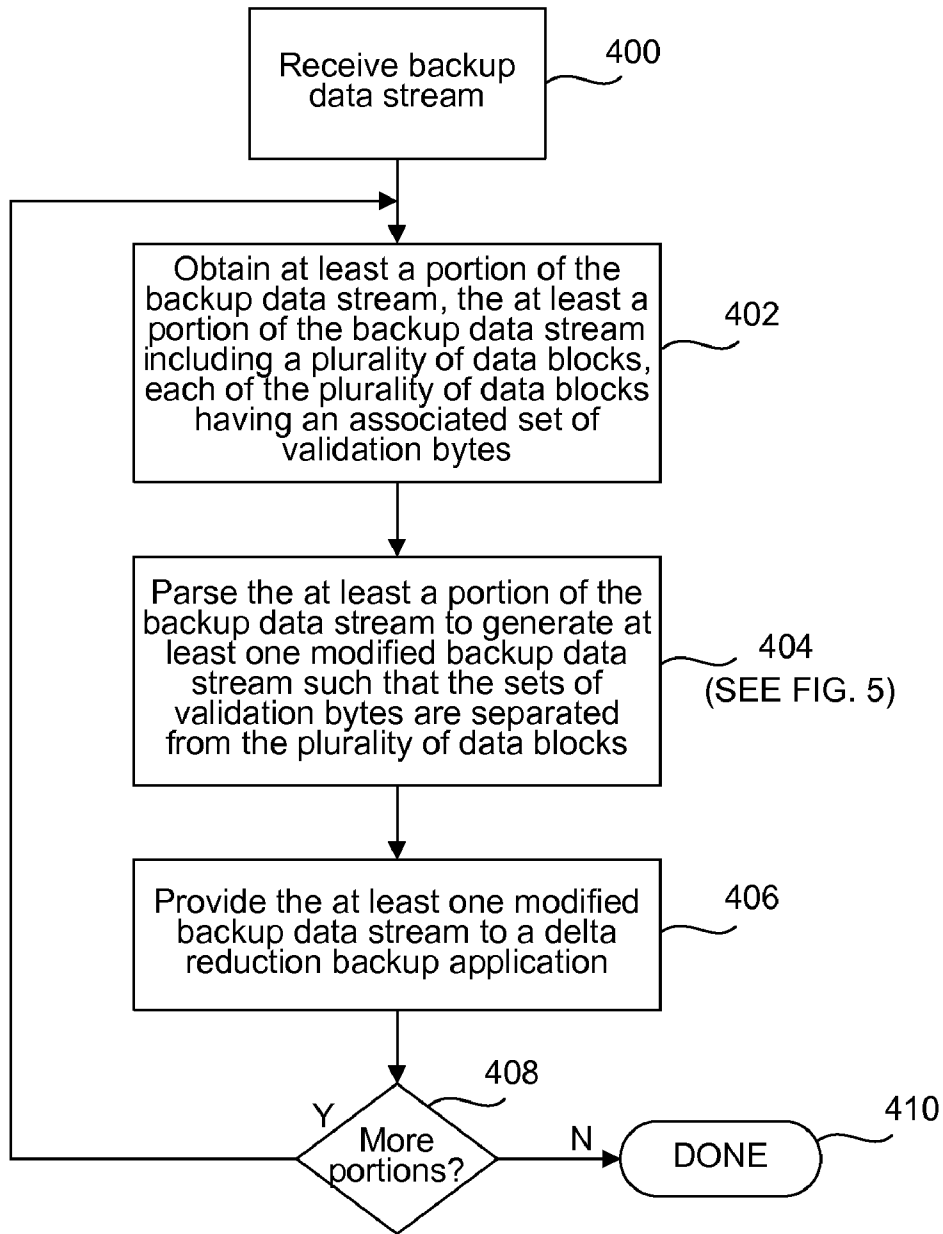 Receive backup
data stream
400
Obtain at least a portion of the
backup data stream, the at least a
portion of the backup data stream
including a plurality of data blocks,
each of the plurality of data blocks
having an associated set of
validation bytes
402
Parse the at least a portion of the
backup data stream to generate at
least one modified backup data
stream such that the sets of
validation bytes are separated
from the plurality of data blocks
404
(SEE FIG. 5)
Provide the at least one modified
backup data stream to a delta
reduction backup application
406
408
Y
More
portions?
N
DONE
410